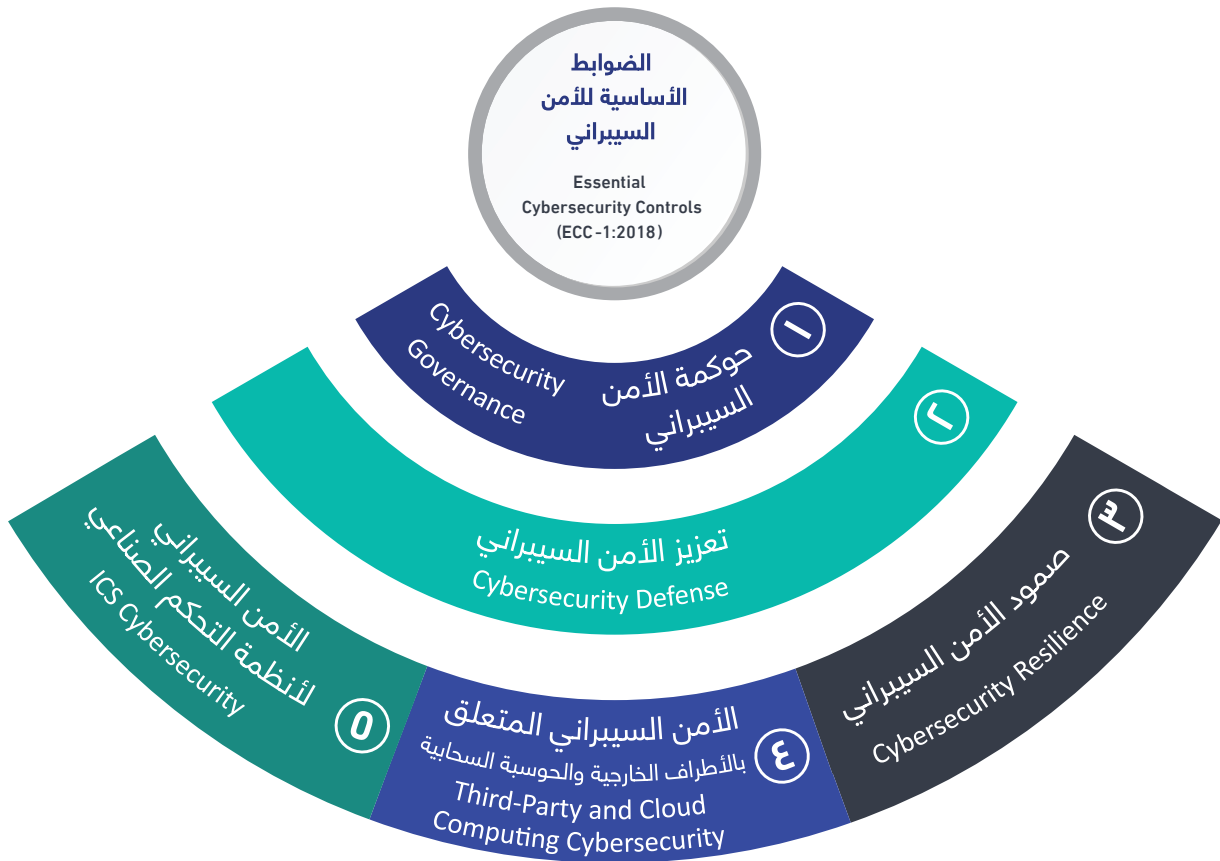 الضوابط
الأساسية للأمن
السيبراني
Essential
Cybersecurity Controls
(ECC-1:2018)
١
حوكمة الأمن
السيبراني
Cybersecurity
Governance
٢
تعزيز الأمن السيبراني
Cybersecurity Defense
٣
صمود الأمن السيبراني
Cybersecurity Resilience
٤
الأمن السيبراني المتعلق
بالأطراف الخارجية والحوسبة السحابية
Third-Party and Cloud
Computing Cybersecurity
٥
الأمن السيبراني
لأنظمة التحكم الصناعي
ICS Cybersecurity